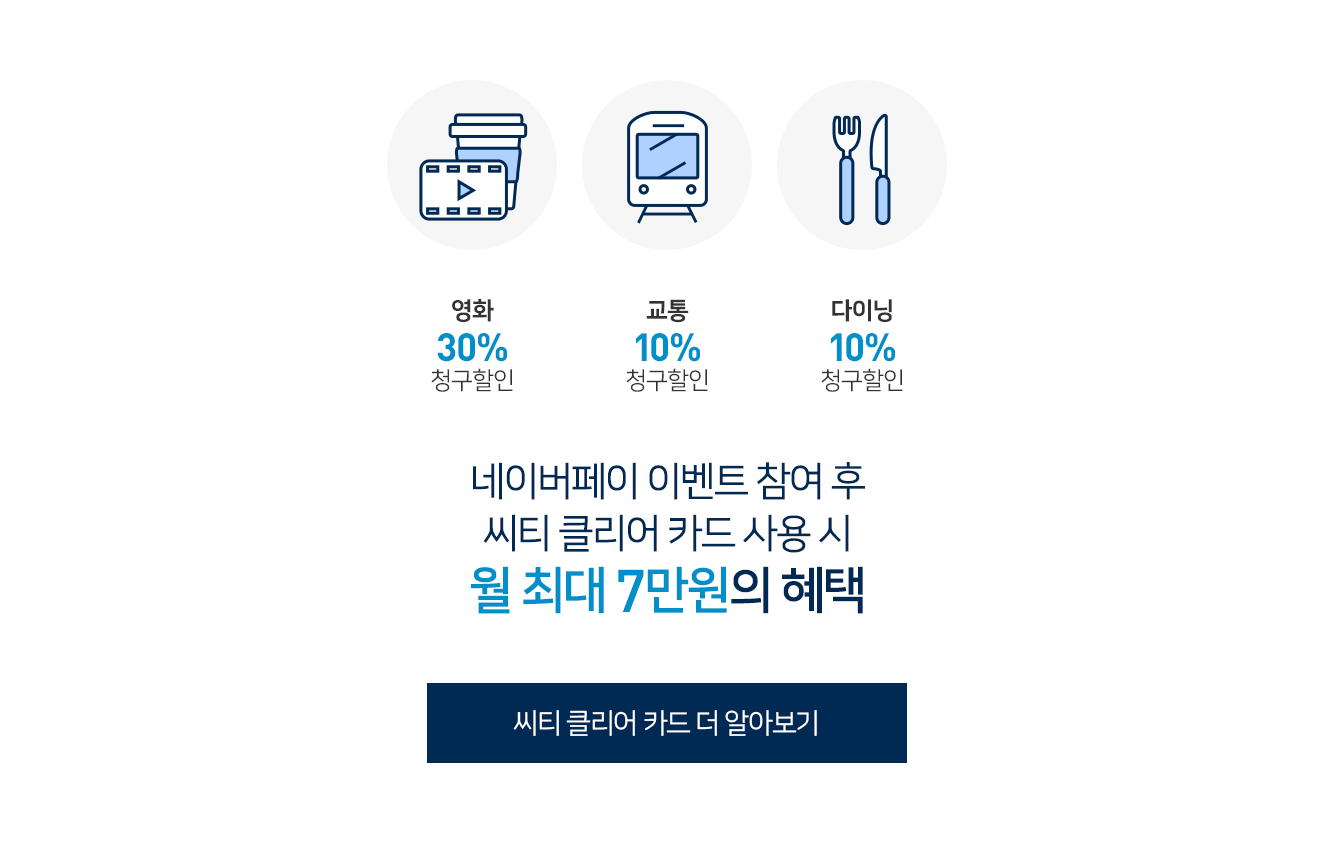 영화
30%
청구할인
교통
10%
청구할인
다이닝
10%
청구할인
네이버페이 이벤트 참여 후
씨티 클리어 카드 사용 시
월 최대 7만원의 혜택
씨티 클리어 카드 더 알아보기